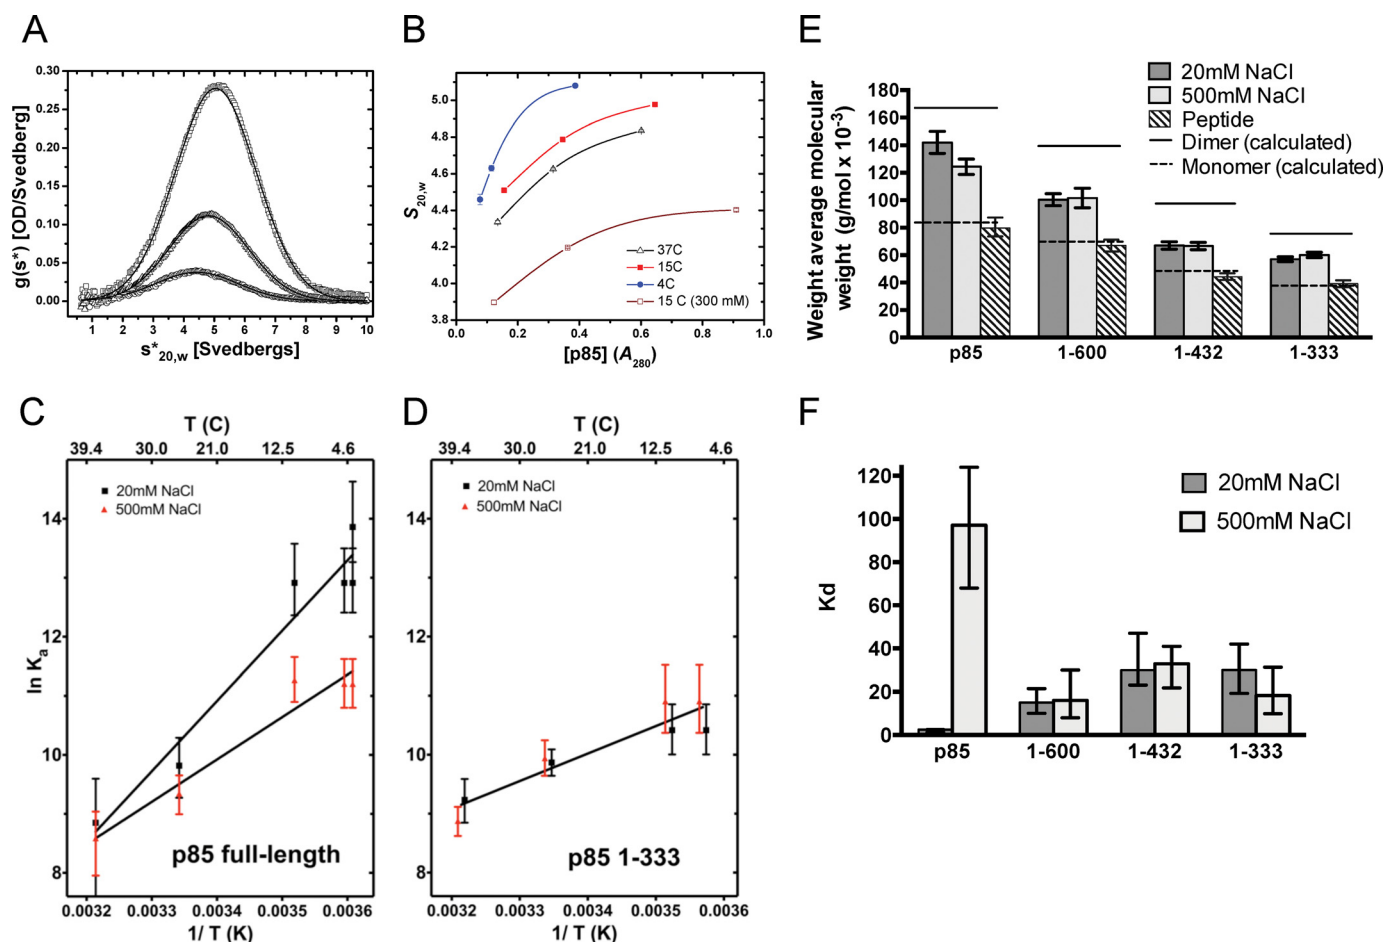 A
g(s*) [OD/Svedberg]
0.30
0.25
0.20
0.15
0.10
0.05
0.00
1 2 3 4 5 6 7 8 9 10
s*20,w [Svedbergs]
B
S20,w
5.0
4.8
4.6
4.4
4.2
4.0
3.8
37C
15C
4C
15 C (300 mM)
0.0 0.2 0.4 0.6 0.8 1.0
[p85] (A280)
E
20mM NaCl
500mM NaCl
Peptide
Dimer (calculated)
Monomer (calculated)
Weight average molecular
weight (g/mol x 10-3)
180
160
140
120
100
80
60
40
20
0
p85 1-600 1-432 1-333
C
T (C)
39.4 30.0 21.0 12.5 4.6
20mM NaCl
500mM NaCl
ln Ka
14
12
10
8
p85 full-length
0.0032 0.0033 0.0034 0.0035 0.0036
1/ T (K)
D
T (C)
39.4 30.0 21.0 12.5 4.6
20mM NaCl
500mM NaCl
14
12
10
8
p85 1-333
0.0032 0.0033 0.0034 0.0035 0.0036
1/ T (K)
F
20mM NaCl
500mM NaCl
Kd
120
100
80
60
40
20
0
p85 1-600 1-432 1-333